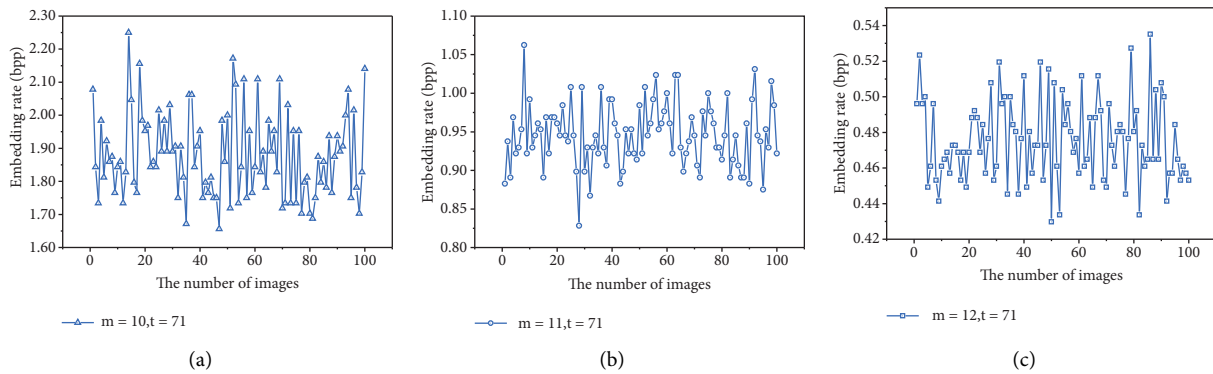 2.30
2.20
2.10
2.00
1.90
1.80
1.70
1.60
Embedding rate (bpp)
0 20 40 60 80 100
The number of images
m = 10,t = 71
(a)
1.10
1.05
1.00
0.95
0.90
0.85
0.80
Embedding rate (bpp)
0 20 40 60 80 100
The number of images
m = 11,t = 71
(b)
0.54
0.52
0.50
0.48
0.46
0.44
0.42
Embedding rate (bpp)
0 20 40 60 80 100
The number of images
m = 12,t = 71
(c)